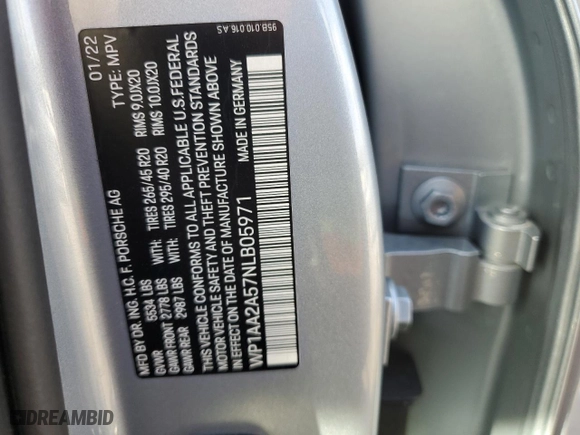 95B.010.016.A S
MFD BY DR. ING. H.C. F. PORSCHE AG 01/22
GVWR 5534 LBS TYPE: MPV
GAWR FRONT 2778 LBS WITH: TIRES 265/45 R20 RIMS 9.0JX20
GAWR REAR 2987 LBS WITH: TIRES 295/40 R20 RIMS 10.0JX20
THIS VEHICLE CONFORMS TO ALL APPLICABLE U.S.FEDERAL
MOTOR VEHICLE SAFETY AND THEFT PREVENTION STANDARDS
IN EFFECT ON THE DATE OF MANUFACTURE SHOWN ABOVE
WP1AA2A57NLB05971 MADE IN GERMANY
DREAMBID